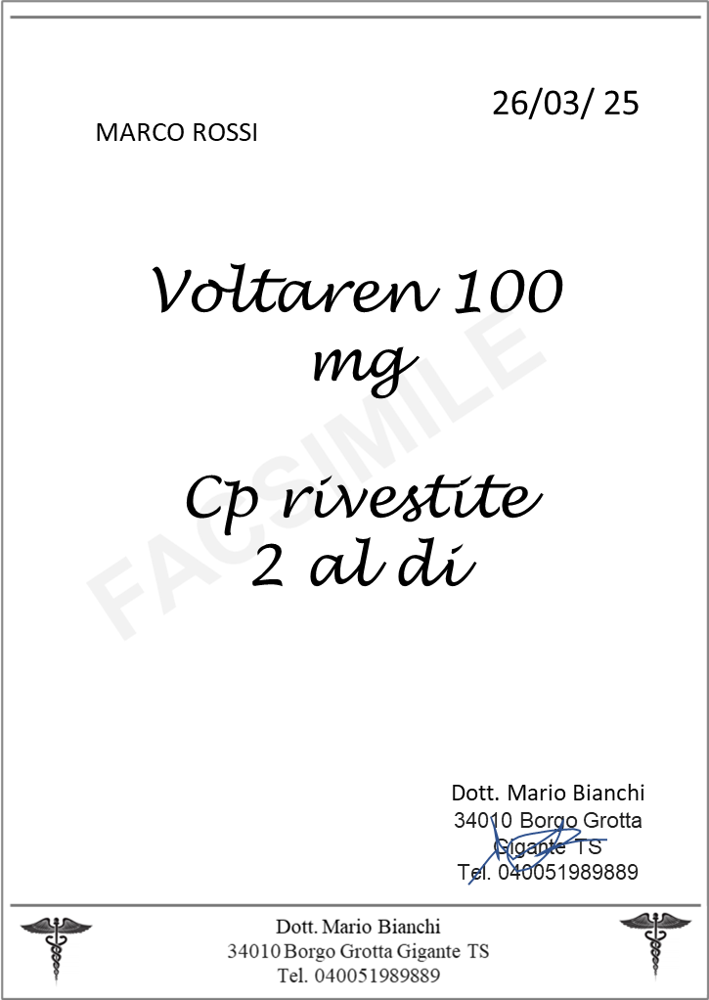 26/03/ 25
MARCO ROSSI
Voltaren 100
mg
Cp rivestite
2 al dí
FACSIMILE
Dott. Mario Bianchi
34010 Borgo Grotta
Gigante TS
Tel. 040051989889
Dott. Mario Bianchi
34010 Borgo Grotta Gigante TS
Tel. 040051989889